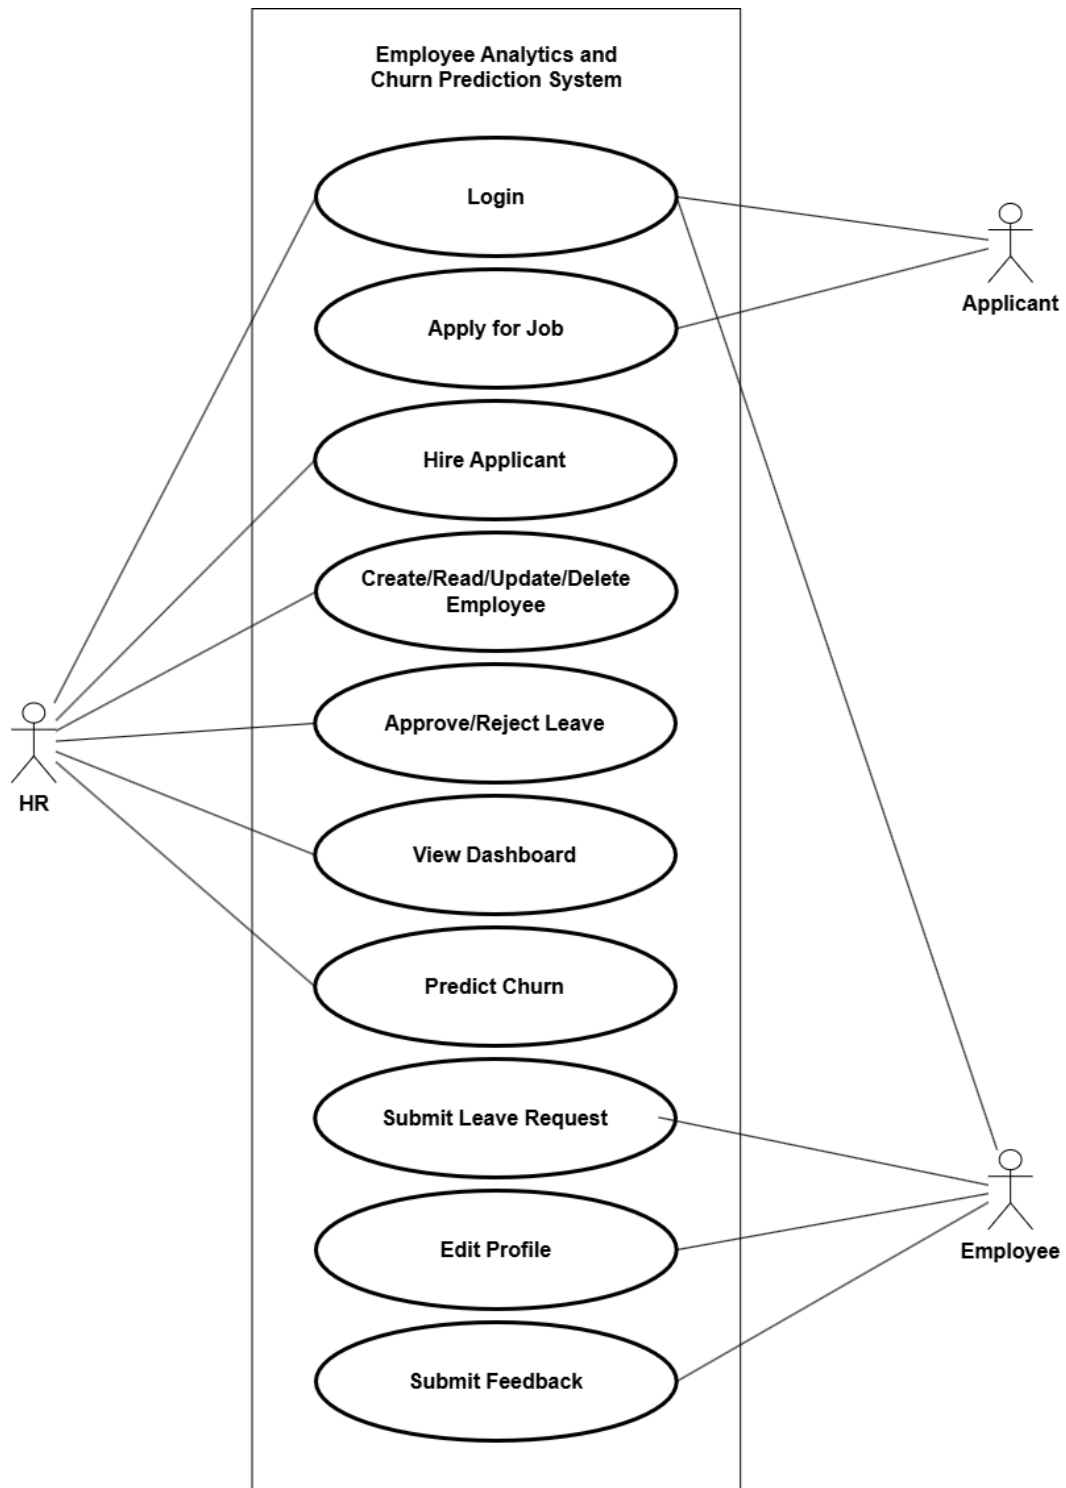 Employee Analytics and
Churn Prediction System
Login
Applicant
Apply for Job
Hire Applicant
Create/Read/Update/Delete
Employee
Approve/Reject Leave
HR
View Dashboard
Predict Churn
Submit Leave Request
Edit Profile
Employee
Submit Feedback